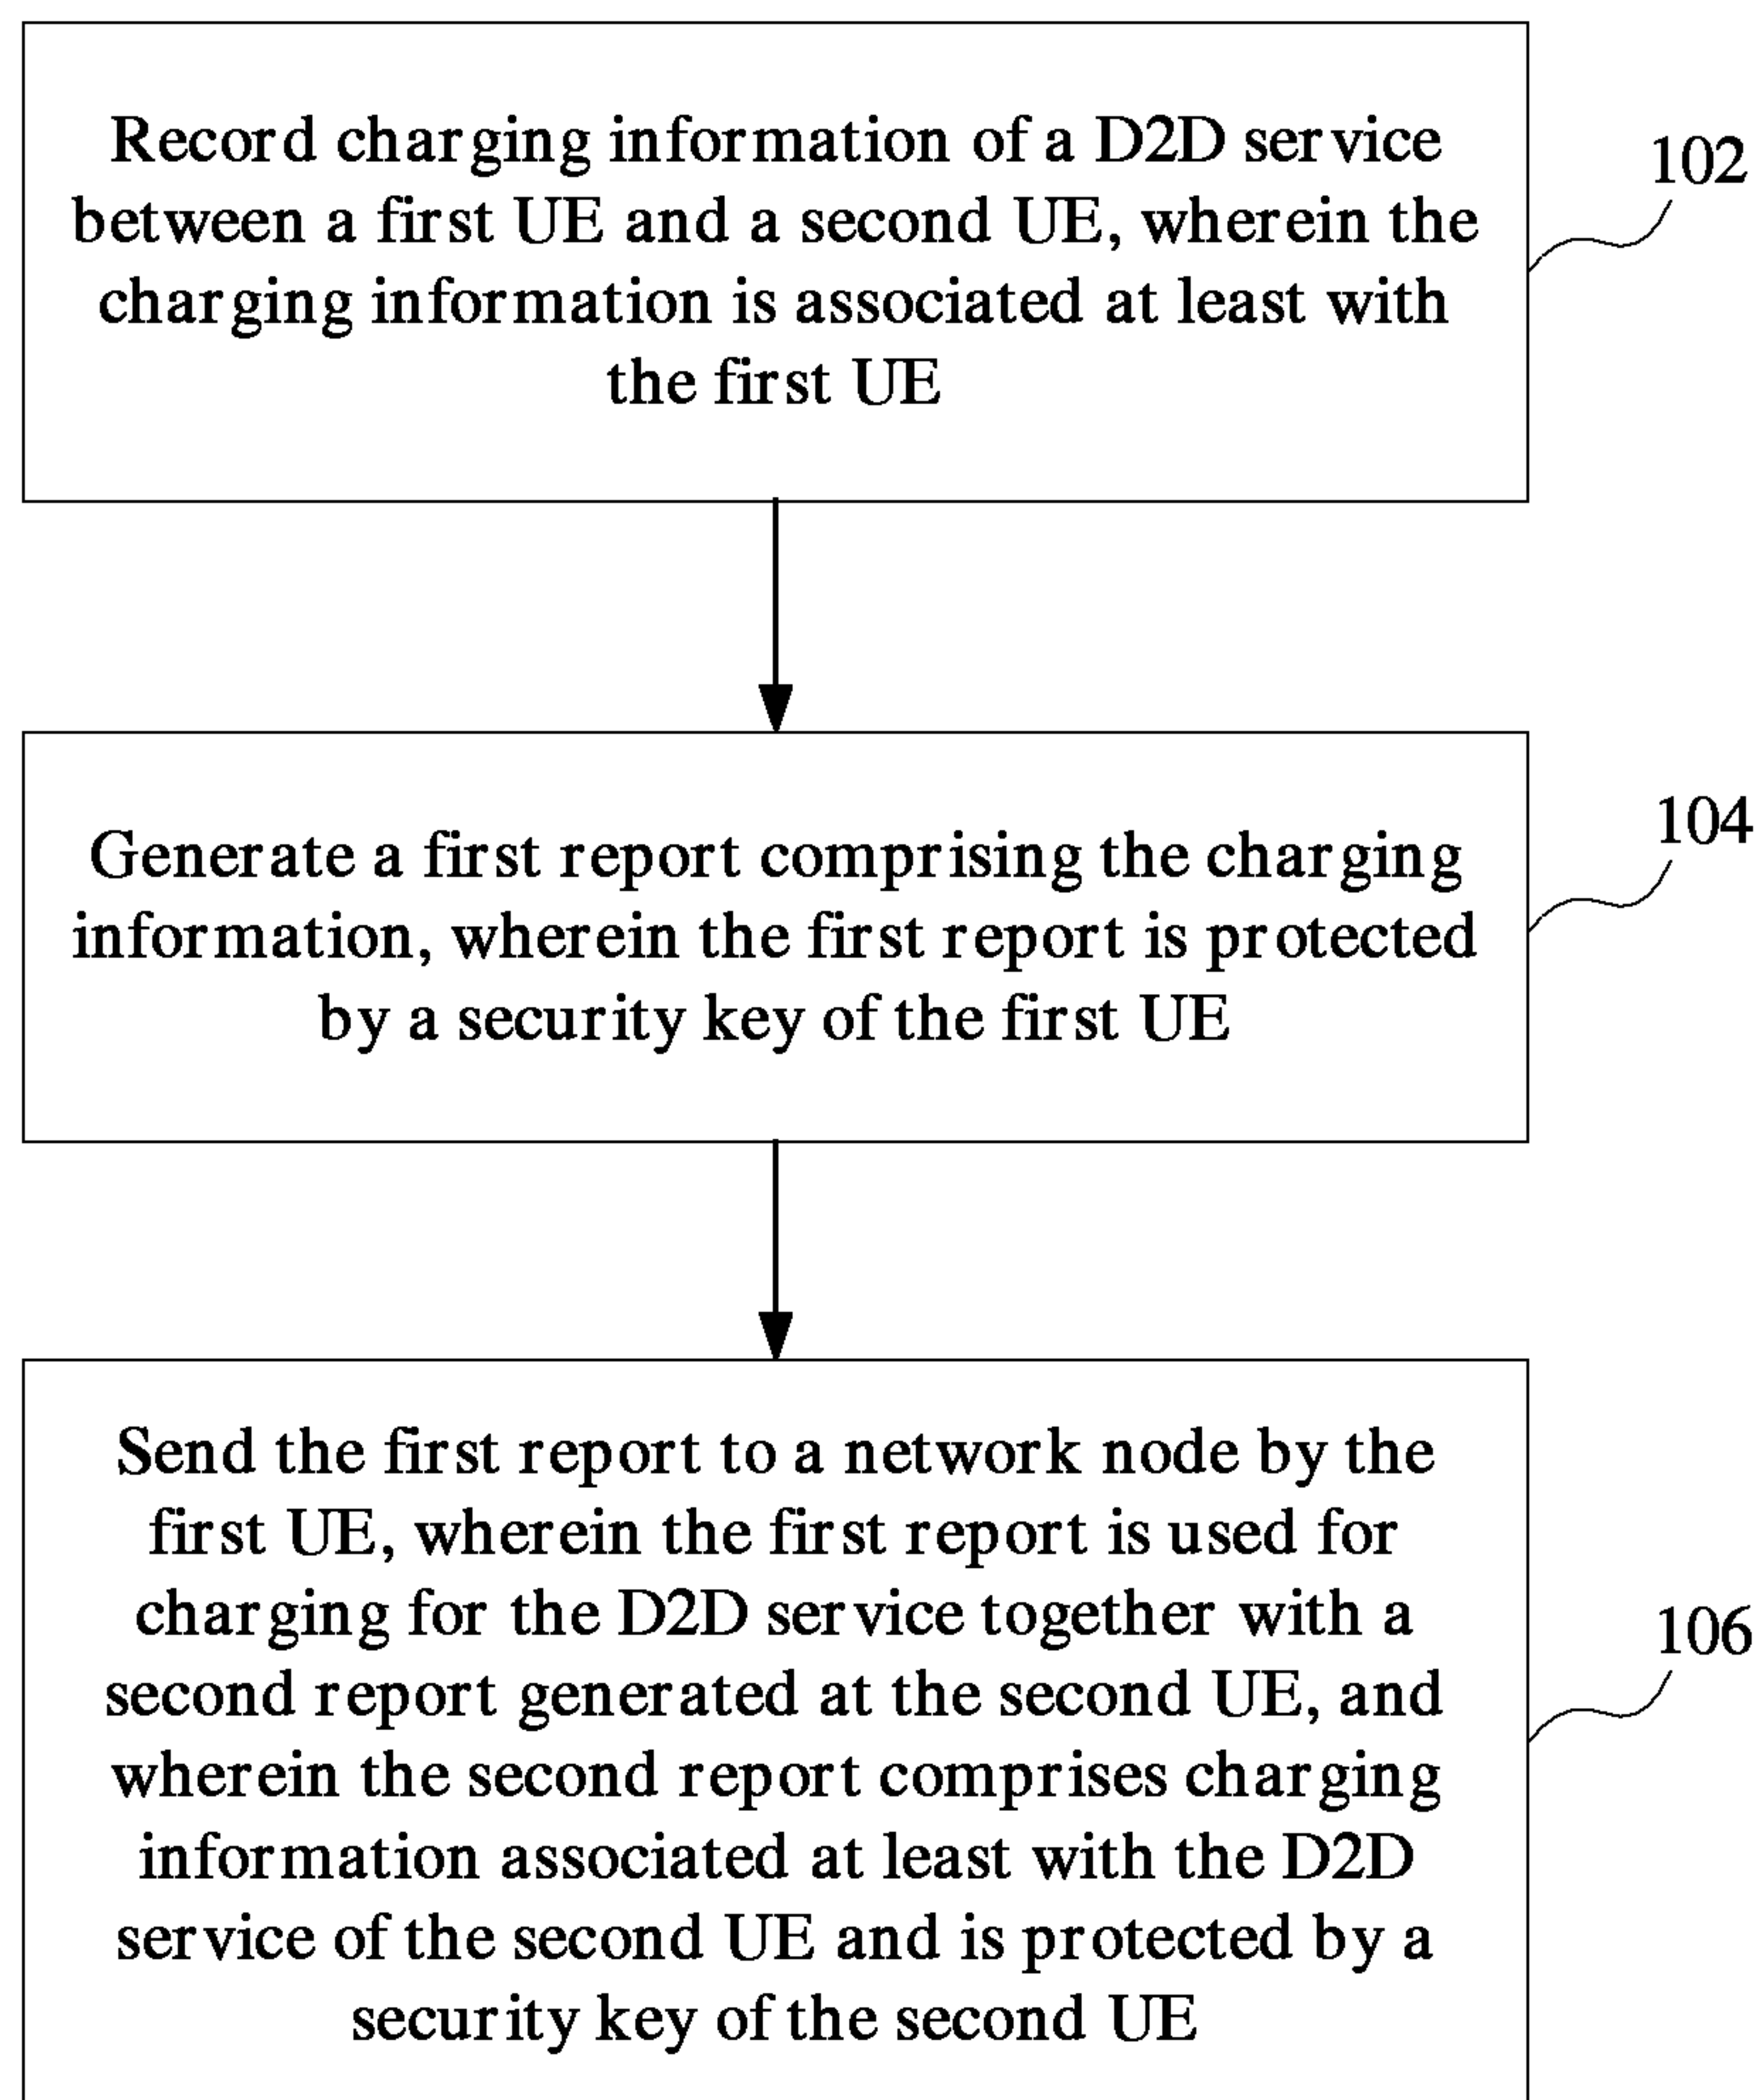 Record charging information of a D2D service
between a first UE and a second UE, wherein the
charging information is associated at least with
the first UE
102
Generate a first report comprising the charging
information, wherein the first report is protected
by a security key of the first UE
104
Send the first report to a network node by the
first UE, wherein the first report is used for
charging for the D2D service together with a
second report generated at the second UE, and
wherein the second report comprises charging
information associated at least with the D2D
service of the second UE and is protected by a
security key of the second UE
106